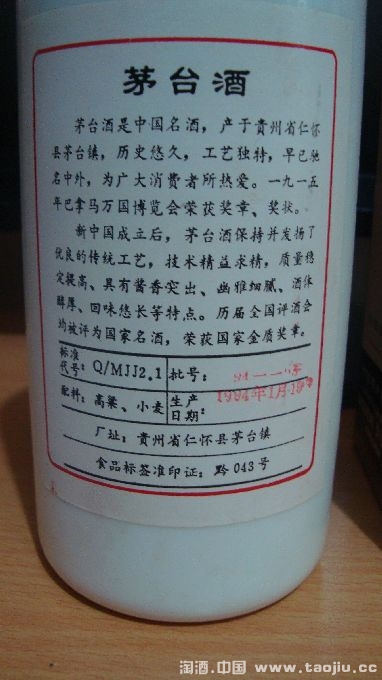 茅台酒
茅台酒是中国名酒，产于贵州省仁怀
县茅台镇，历史悠久，工艺独特，早已驰
名中外，为广大消费者所热爱。一九一五
年巴拿马万国博览会荣获奖章、奖状。
新中国成立后，茅台酒保持并发扬了
优良的传统工艺，技术精益求精，质量稳
定提高、具有酱香突出、幽雅细腻、酒体
醇厚、回味悠长等特点。历届全国评酒会
均被评为国家名酒，荣获国家金质奖章。
标准代号：Q/MJJ2.1 批号：
配料：高粱、小麦 生产日期：1994年1月19
厂址：贵州省仁怀县茅台镇
食品标签准印证：黔043号
淘酒.中国 www.taojiu.cc